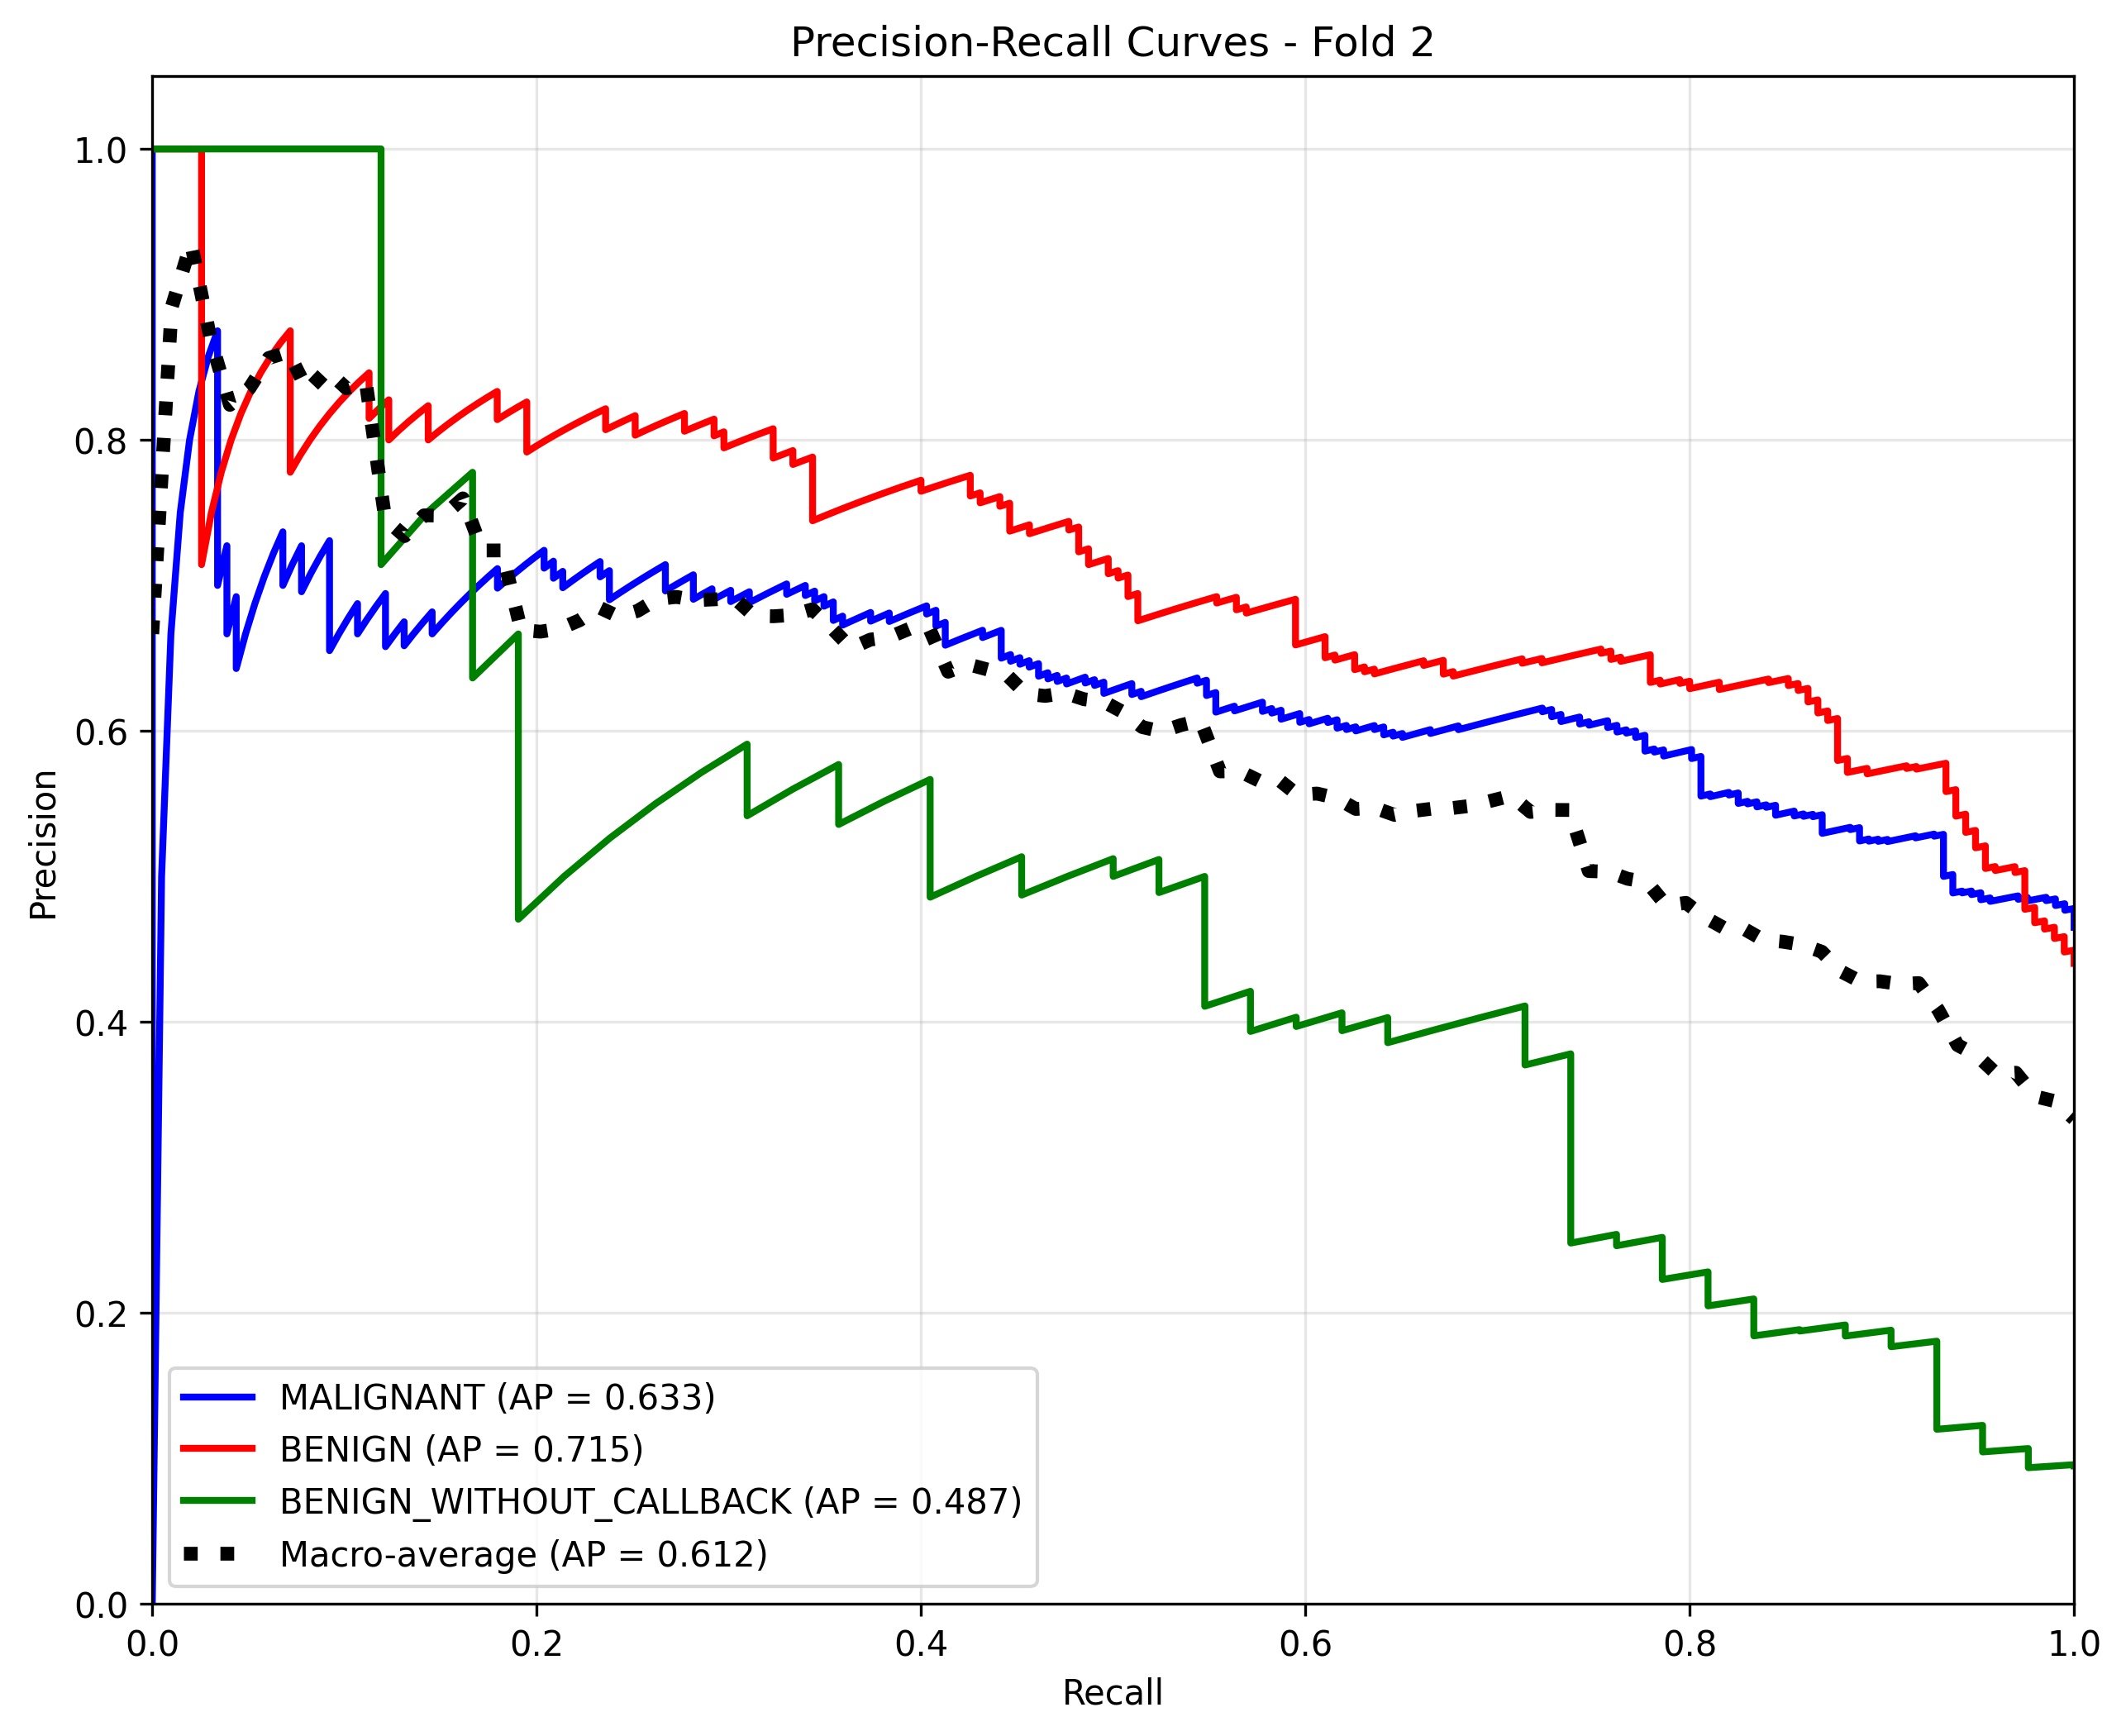 Precision-Recall Curves - Fold 2
Precision
1.0
0.8
0.6
0.4
0.2
0.0
MALIGNANT (AP = 0.633)
BENIGN (AP = 0.715)
BENIGN_WITHOUT_CALLBACK (AP = 0.487)
Macro-average (AP = 0.612)
0.0 0.2 0.4 0.6 0.8 1.0
Recall